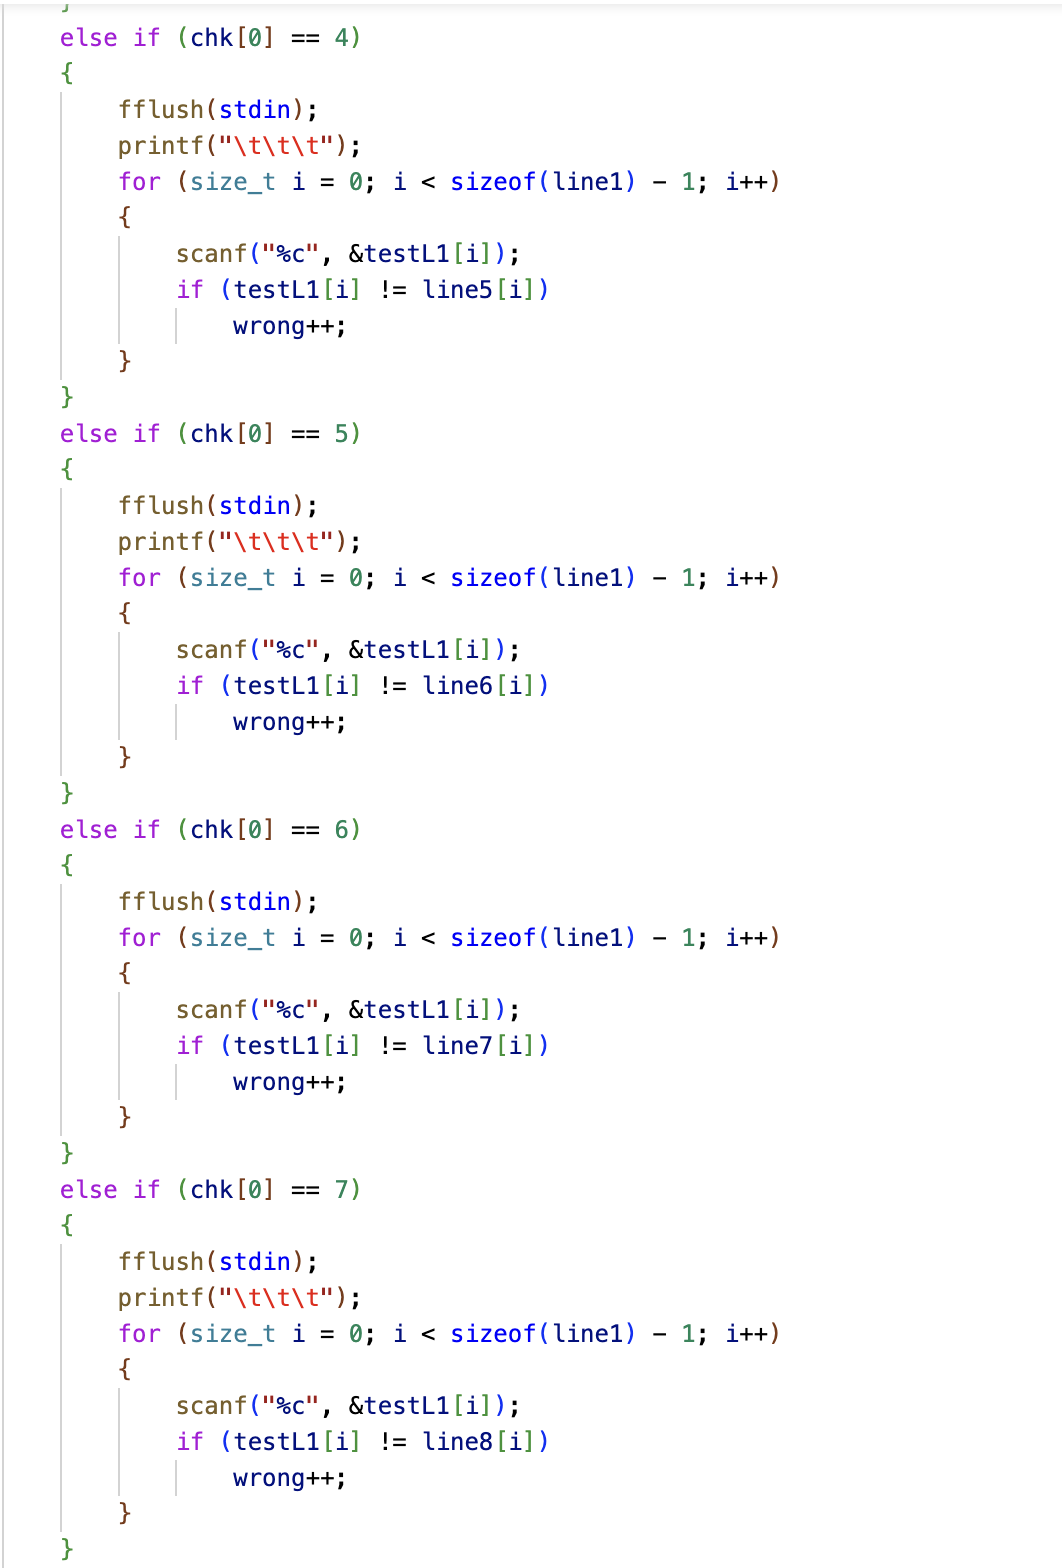 }
else if (chk[0] == 4)
{
    fflush(stdin);
    printf("\t\t\t");
    for (size_t i = 0; i < sizeof(line1) - 1; i++)
    {
        scanf("%c", &testL1[i]);
        if (testL1[i] != line5[i])
            wrong++;
    }
}
else if (chk[0] == 5)
{
    fflush(stdin);
    printf("\t\t\t");
    for (size_t i = 0; i < sizeof(line1) - 1; i++)
    {
        scanf("%c", &testL1[i]);
        if (testL1[i] != line6[i])
            wrong++;
    }
}
else if (chk[0] == 6)
{
    fflush(stdin);
    for (size_t i = 0; i < sizeof(line1) - 1; i++)
    {
        scanf("%c", &testL1[i]);
        if (testL1[i] != line7[i])
            wrong++;
    }
}
else if (chk[0] == 7)
{
    fflush(stdin);
    printf("\t\t\t");
    for (size_t i = 0; i < sizeof(line1) - 1; i++)
    {
        scanf("%c", &testL1[i]);
        if (testL1[i] != line8[i])
            wrong++;
    }
}